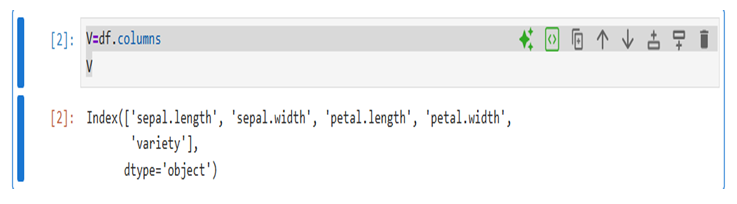 [2]: V=df.columns
V
[2]: Index(['sepal.length', 'sepal.width', 'petal.length', 'petal.width',
'variety'],
dtype='object')